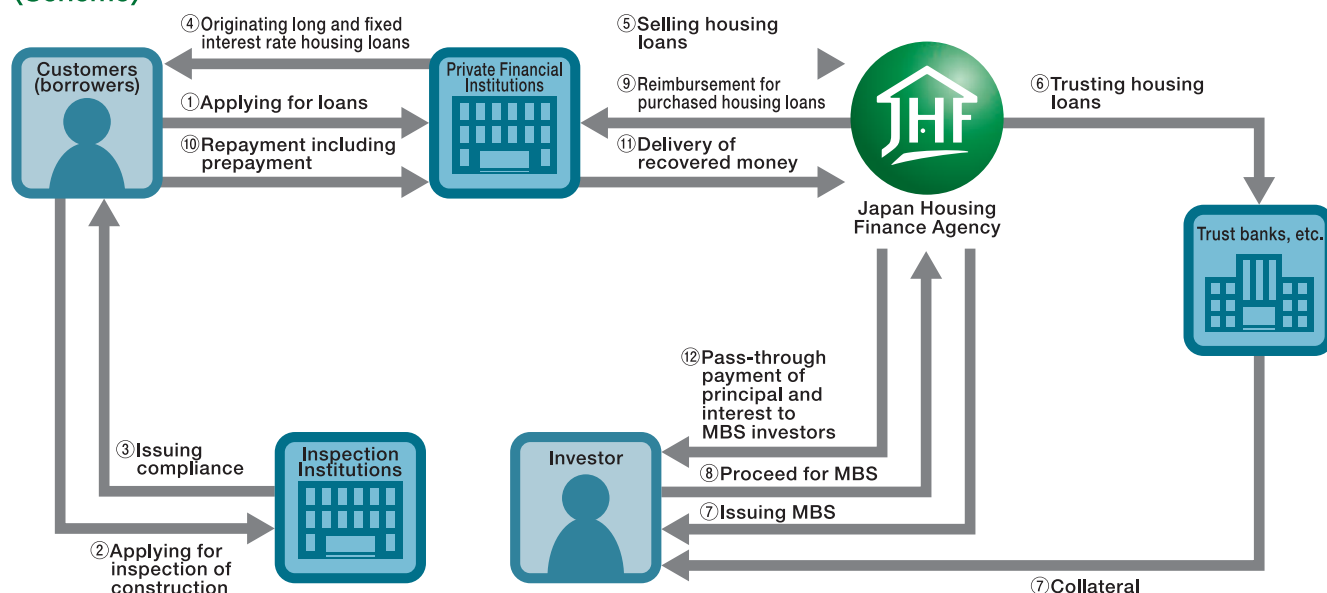 (Scheme)
④Originating long and fixed
interest rate housing loans
⑤Selling housing
loans
Customers
(borrowers)
Private Financial
Institutions
①Applying for loans
⑨Reimbursement for
purchased housing loans
JHF
⑥Trusting housing
loans
⑩Repayment including
prepayment
⑪Delivery of
recovered money
Japan Housing
Finance Agency
Trust banks, etc.
⑫Pass-through
payment of
principal and
interest to
MBS investors
③Issuing
compliance
Inspection
Institutions
Investor
⑧Proceed for MBS
⑦Issuing MBS
②Applying for
inspection of
construction
⑦Collateral